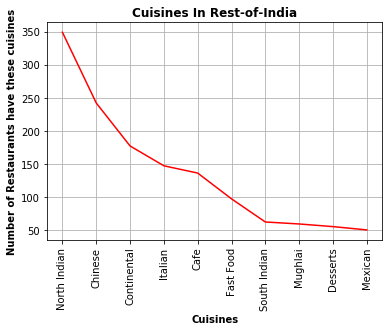 Cuisines In Rest-of-India
Number of Restaurants have these cuisines
350
300
250
200
150
100
50
North Indian
Chinese
Continental
Italian
Cafe
Fast Food
South Indian
Mughlai
Desserts
Mexican
Cuisines